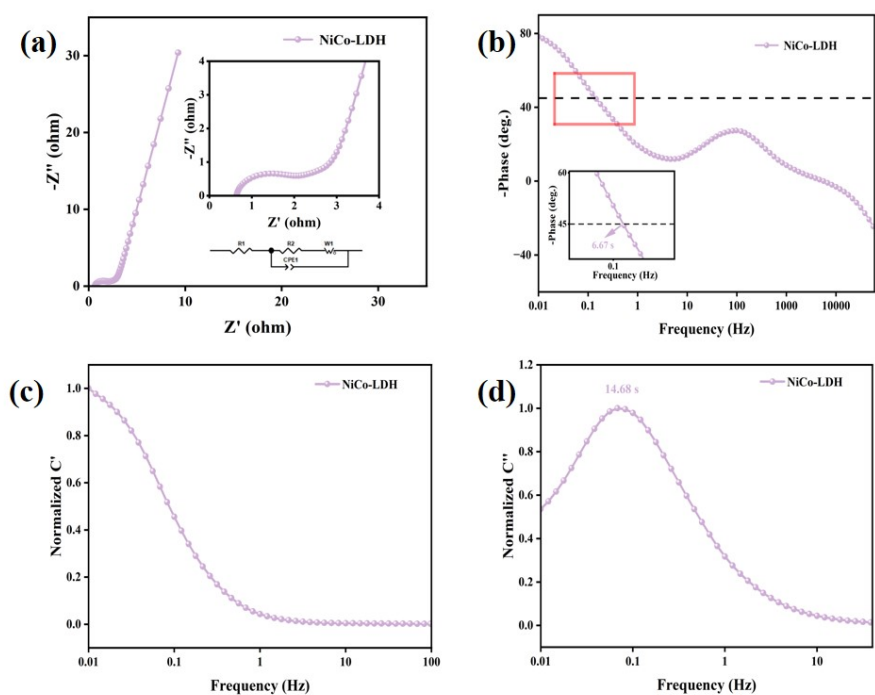 (a)
NiCo-LDH
-Z'' (ohm)
30
20
10
0
0
10
20
30
Z' (ohm)
-Z'' (ohm)
4
3
2
1
0
0
1
2
3
4
Z' (ohm)
R1
R2
W1
CPE1
(b)
NiCo-LDH
-Phase (deg.)
80
40
0
−40
0.01
0.1
1
10
100
1000
10000
Frequency (Hz)
-Phase (deg.)
60
45
6.67 s
0.1
Frequency (Hz)
(c)
NiCo-LDH
Normalized C'
1.0
0.8
0.6
0.4
0.2
0.0
0.01
0.1
1
10
100
Frequency (Hz)
(d)
14.68 s
NiCo-LDH
Normalized C''
1.2
1.0
0.8
0.6
0.4
0.2
0.0
0.01
0.1
1
10
Frequency (Hz)